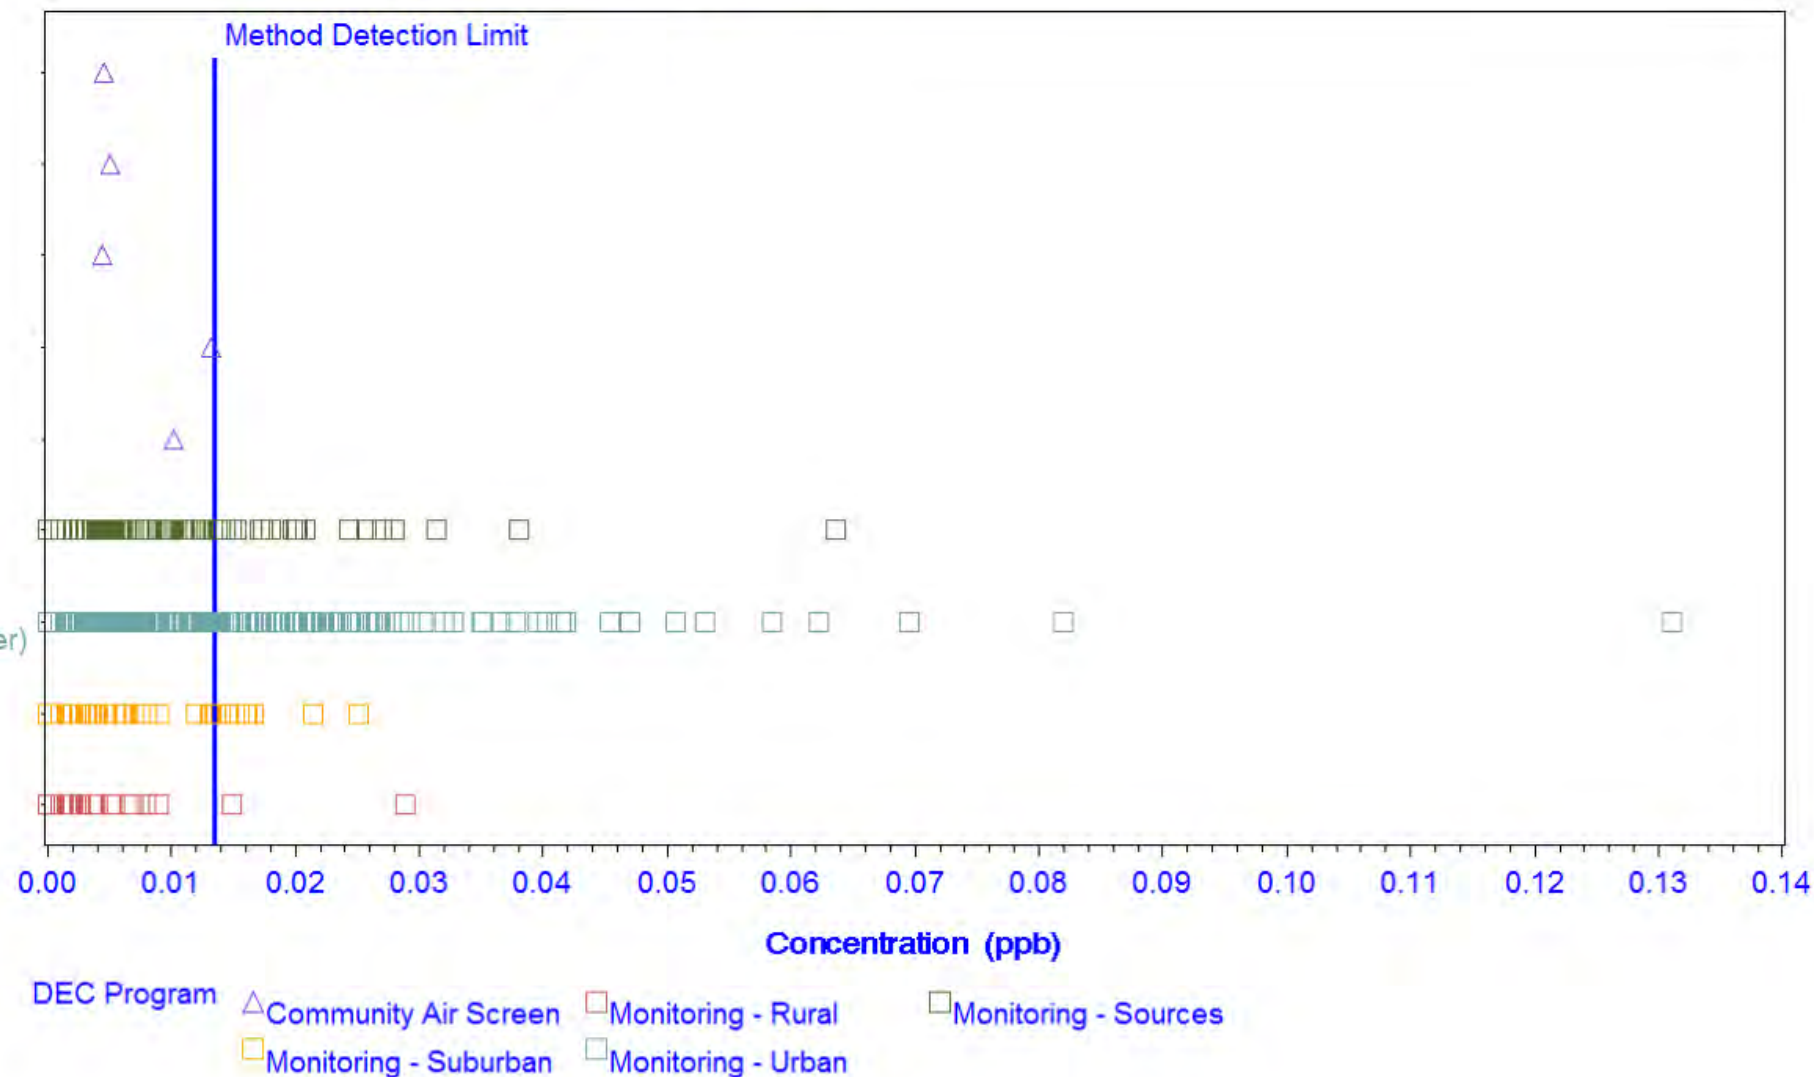 Method Detection Limit
er)
0.00 0.01 0.02 0.03 0.04 0.05 0.06 0.07 0.08 0.09 0.10 0.11 0.12 0.13 0.14
Concentration (ppb)
DEC Program Community Air Screen Monitoring - Rural Monitoring - Sources
Monitoring - Suburban Monitoring - Urban